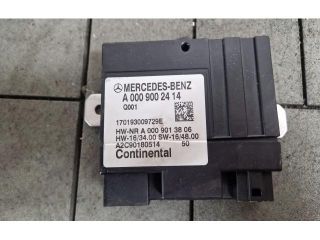 MERCEDES-BENZ
A 000 900 24 14
Q001
170193009729E
HW-NR A 000 901 38 06
HW-16/34.00 SW-16/48.00
A2C90180514 50
Continental